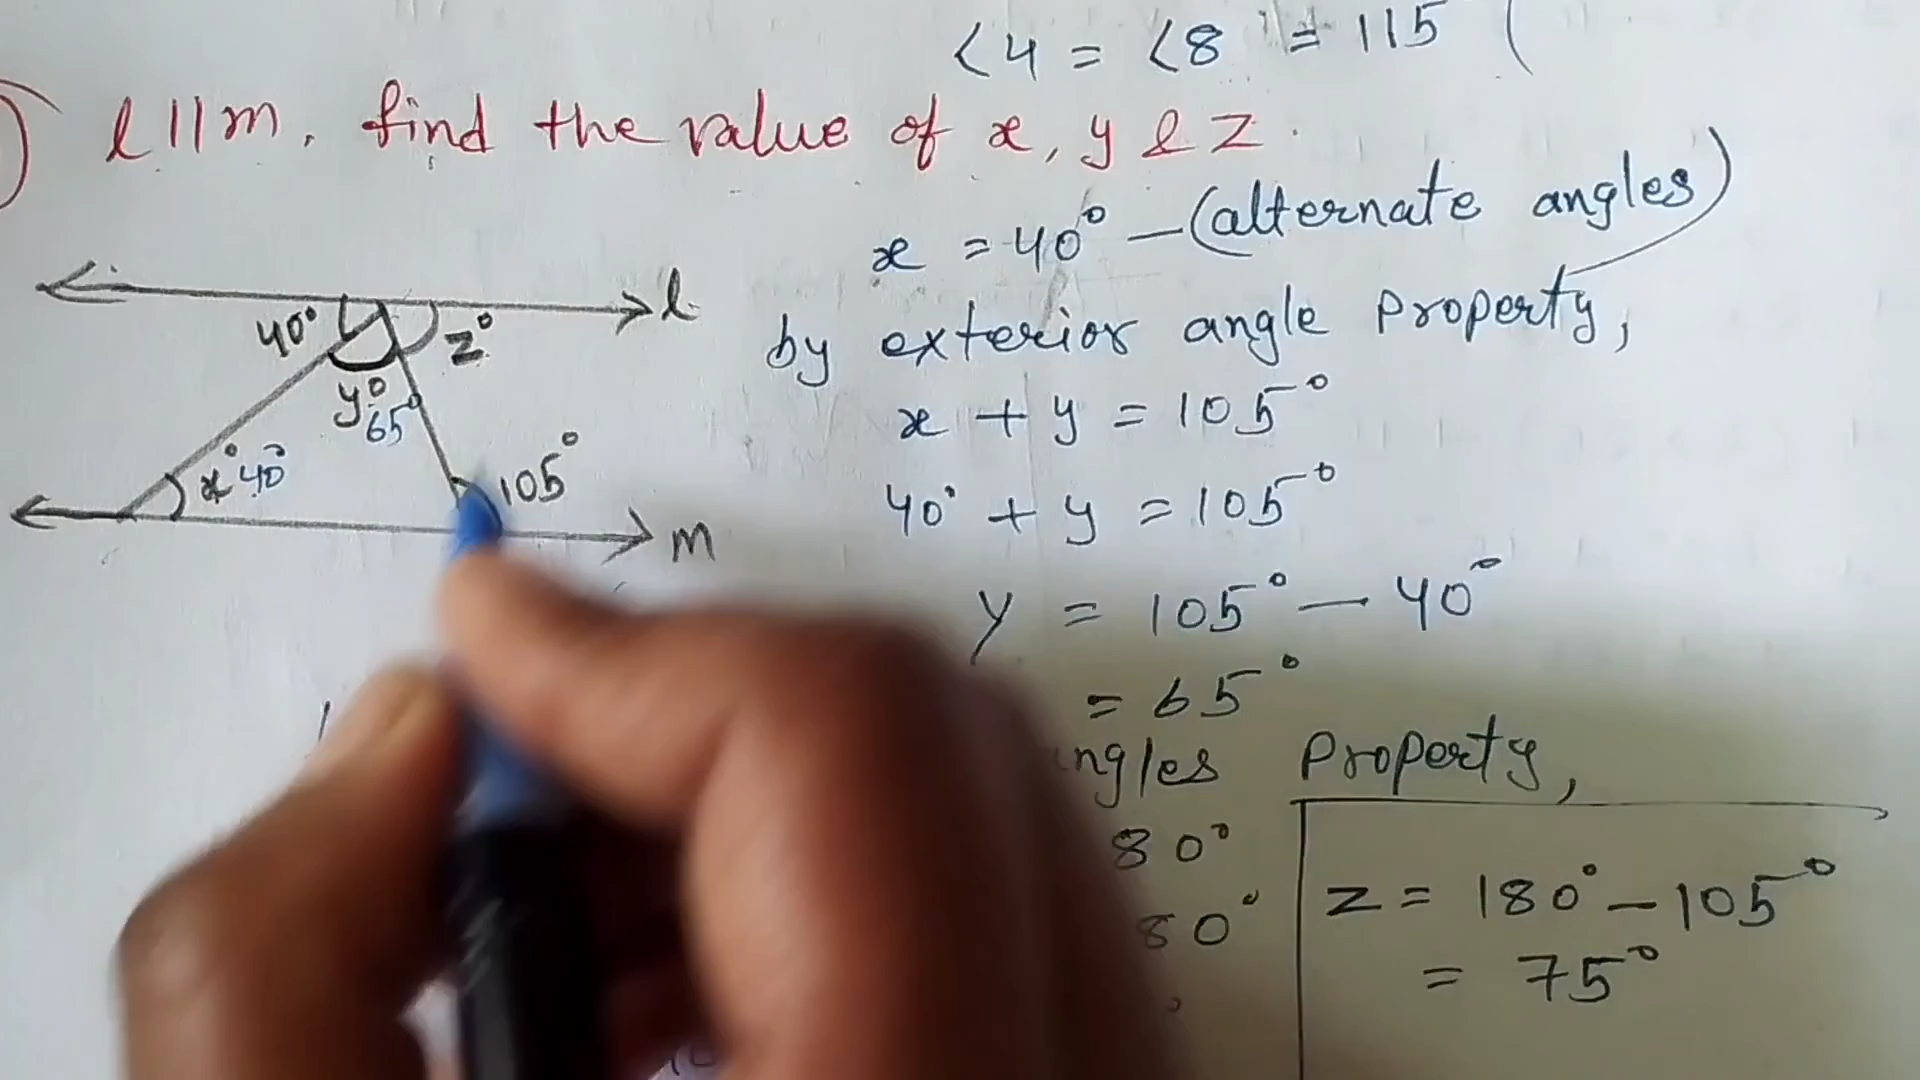 <4 = <8 = 115
l || m. find the value of x, y & z.
x = 40° — (alternate angles)
by exterior angle property,
x + y = 105°
40° + y = 105°
y = 105° — 40°
= 65°
ngles Property,
80°
80°
z = 180° — 105°
= 75°
l
40°
z°
y°
65°
x° 40°
105°
m